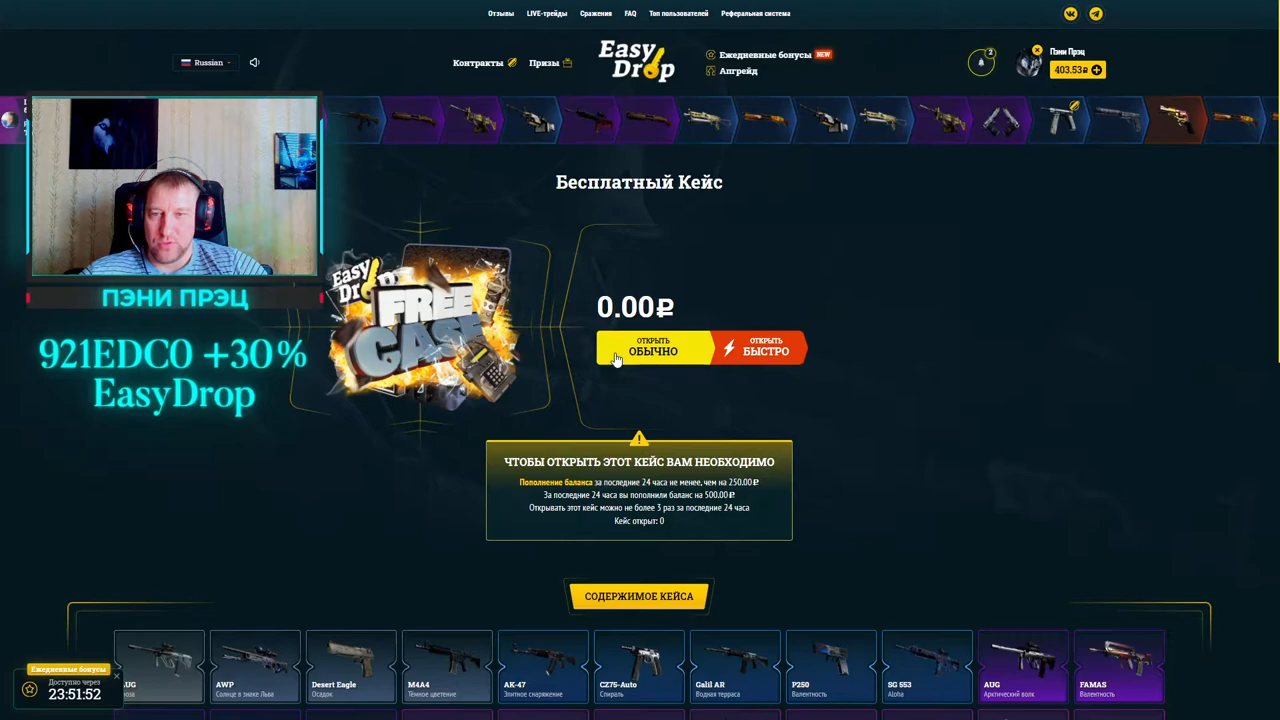 Отзывы
LIVE-трейды
Сражения
FAQ
Топ пользователей
Реферальная система
Russian
Контракты
Призы
Easy
Drop
Ежедневные бонусы NEW
Апгрейд
2
Пэни Прэц
403.53₽
Бесплатный Кейс
Easy
Drop
FREE
CASE
0.00₽
ОТКРЫТЬ
ОБЫЧНО
ОТКРЫТЬ
БЫСТРО
ПЭНИ ПРЭЦ
921EDCO +30%
EasyDrop
ЧТОБЫ ОТКРЫТЬ ЭТОТ КЕЙС ВАМ НЕОБХОДИМО
Пополнение баланса за последние 24 часа не менее, чем на 250.00₽
За последние 24 часа вы пополнили баланс на 500.00₽
Открывать этот кейс можно не более 3 раз за последние 24 часа
Кейс открыт: 0
СОДЕРЖИМОЕ КЕЙСА
AWP
Солнце в знаке Льва
Desert Eagle
Осадок
M4A4
Тёмное цветение
AK-47
Элитное снаряжение
CZ75-Auto
Спираль
Galil AR
Водная терраса
P250
Валентность
SG 553
Aloha
AUG
Арктический волк
FAMAS
Валентность
Ежедневные бонусы
Доступно через
23:51:52